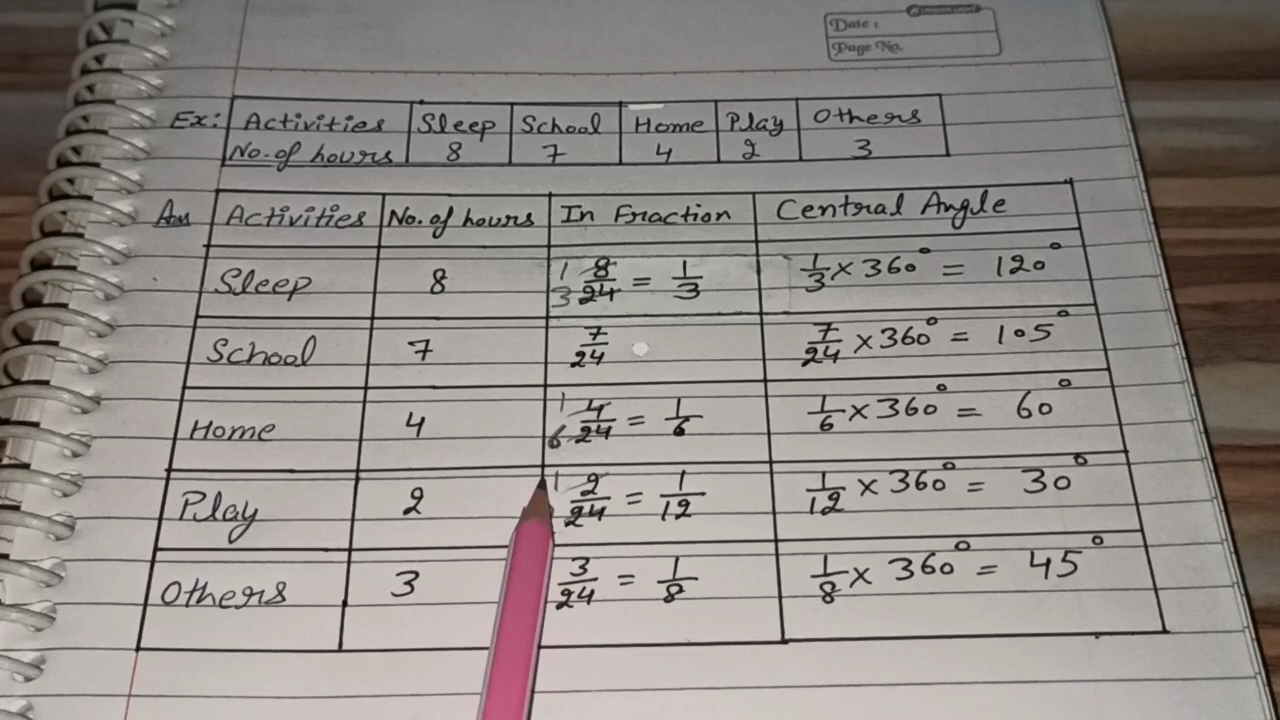 Date :
Page No.
Ex: Activities Sleep School Home Play Others
No. of hours 8 7 4 2 3
Ans Activities No. of hours In Fraction Central Angle
Sleep 8 1 3 8/24 = 1/3 1/3 × 360° = 120°
School 7 7/24 7/24 × 360° = 105°
Home 4 1 6 4/24 = 1/6 1/6 × 360° = 60°
Play 2 1 2/24 = 1/12 1/12 × 360° = 30°
Others 3 3/24 = 1/8 1/8 × 360° = 45°